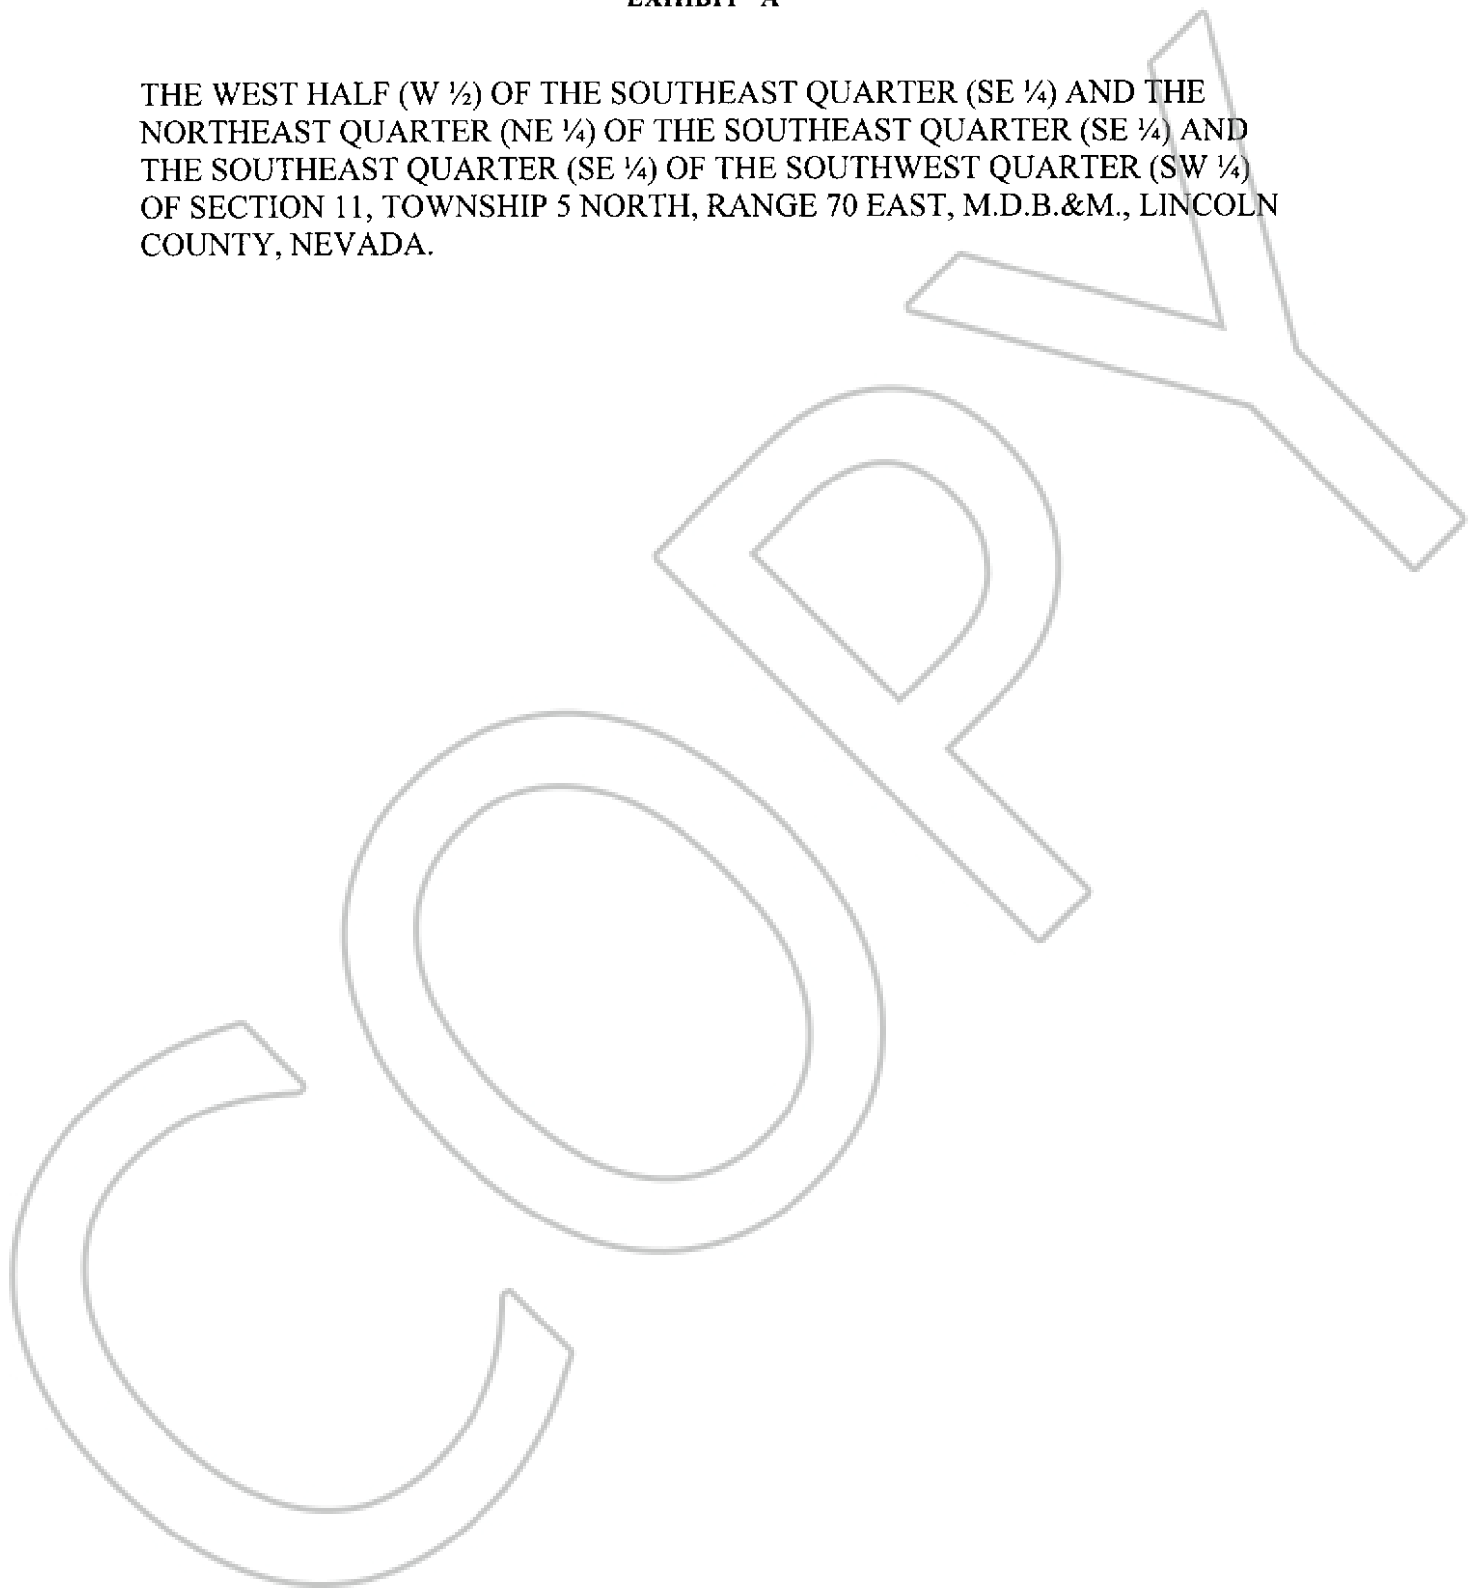 EXHIBIT "A"
THE WEST HALF (W ½) OF THE SOUTHEAST QUARTER (SE ¼) AND THE
NORTHEAST QUARTER (NE ¼) OF THE SOUTHEAST QUARTER (SE ¼) AND
THE SOUTHEAST QUARTER (SE ¼) OF THE SOUTHWEST QUARTER (SW ¼)
OF SECTION 11, TOWNSHIP 5 NORTH, RANGE 70 EAST, M.D.B.&M., LINCOLN
COUNTY, NEVADA.
COPY